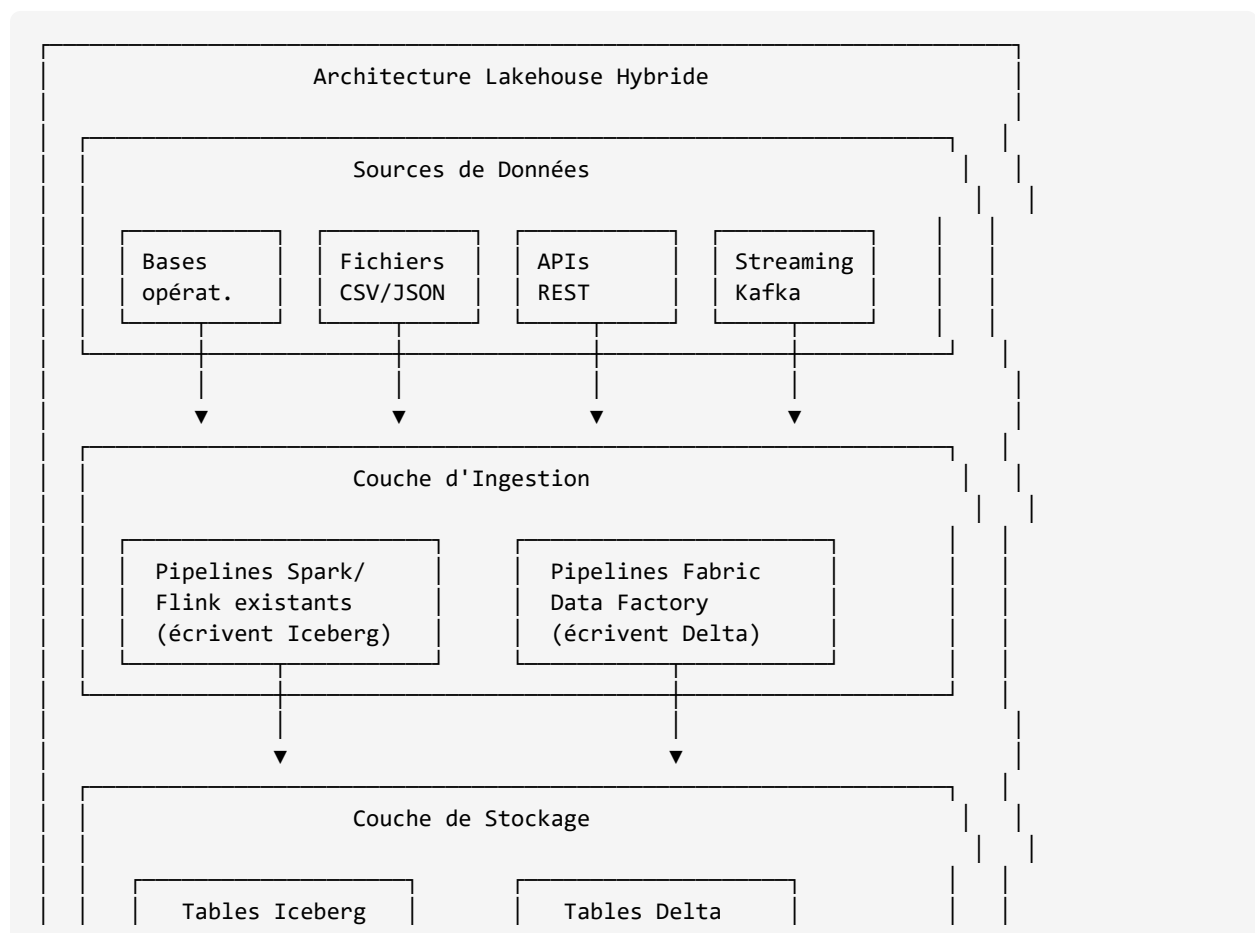 Architecture Lakehouse Hybride
Sources de Données
Bases Fichiers APIs Streaming
opérat. CSV/JSON REST Kafka
Couche d'Ingestion
Pipelines Spark/ Pipelines Fabric
Flink existants Data Factory
(écrivent Iceberg) (écrivent Delta)
Couche de Stockage
Tables Iceberg Tables Delta